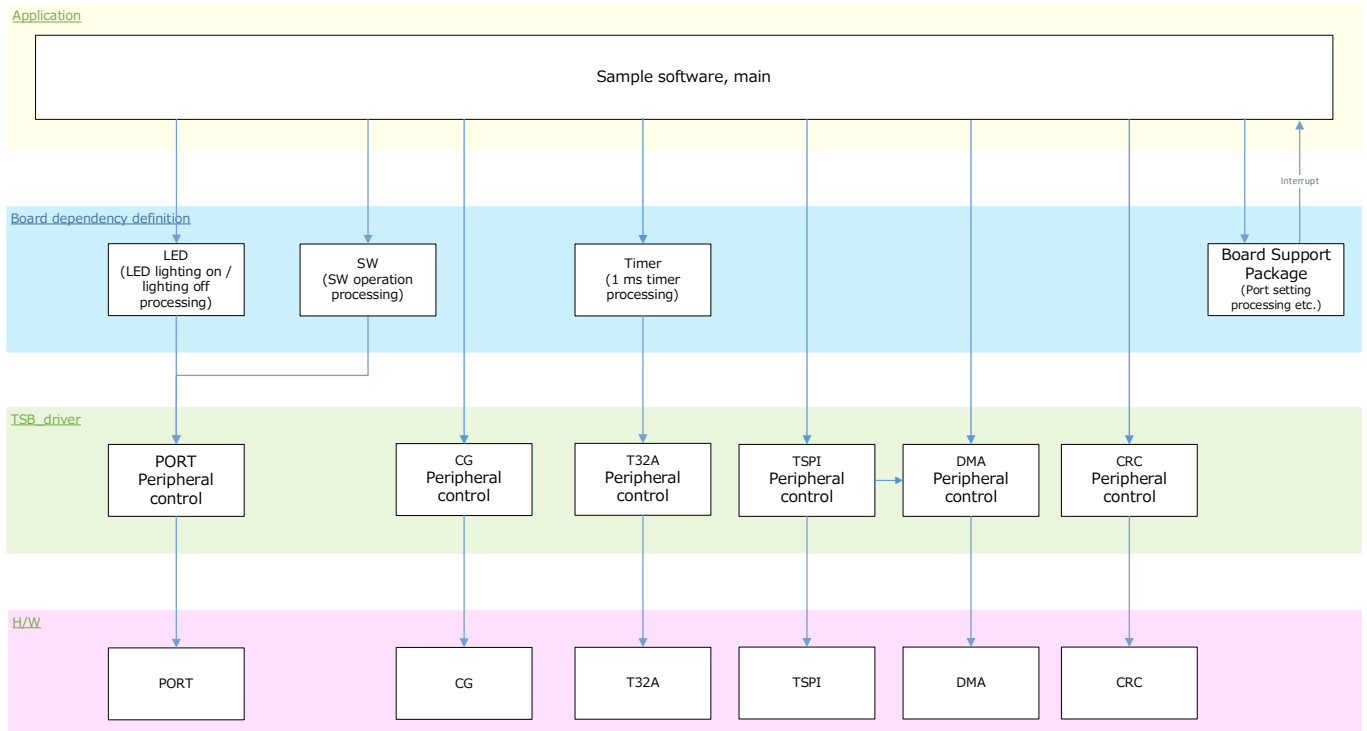 Application
Sample software, main
Interrupt
Board dependency definition
LED
(LED lighting on /
lighting off
processing)
SW
(SW operation
processing)
Timer
(1 ms timer
processing)
Board Support
Package
(Port setting
processing etc.)
TSB_driver
PORT
Peripheral
control
CG
Peripheral
control
T32A
Peripheral
control
TSPI
Peripheral
control
DMA
Peripheral
control
CRC
Peripheral
control
H/W
PORT
CG
T32A
TSPI
DMA
CRC